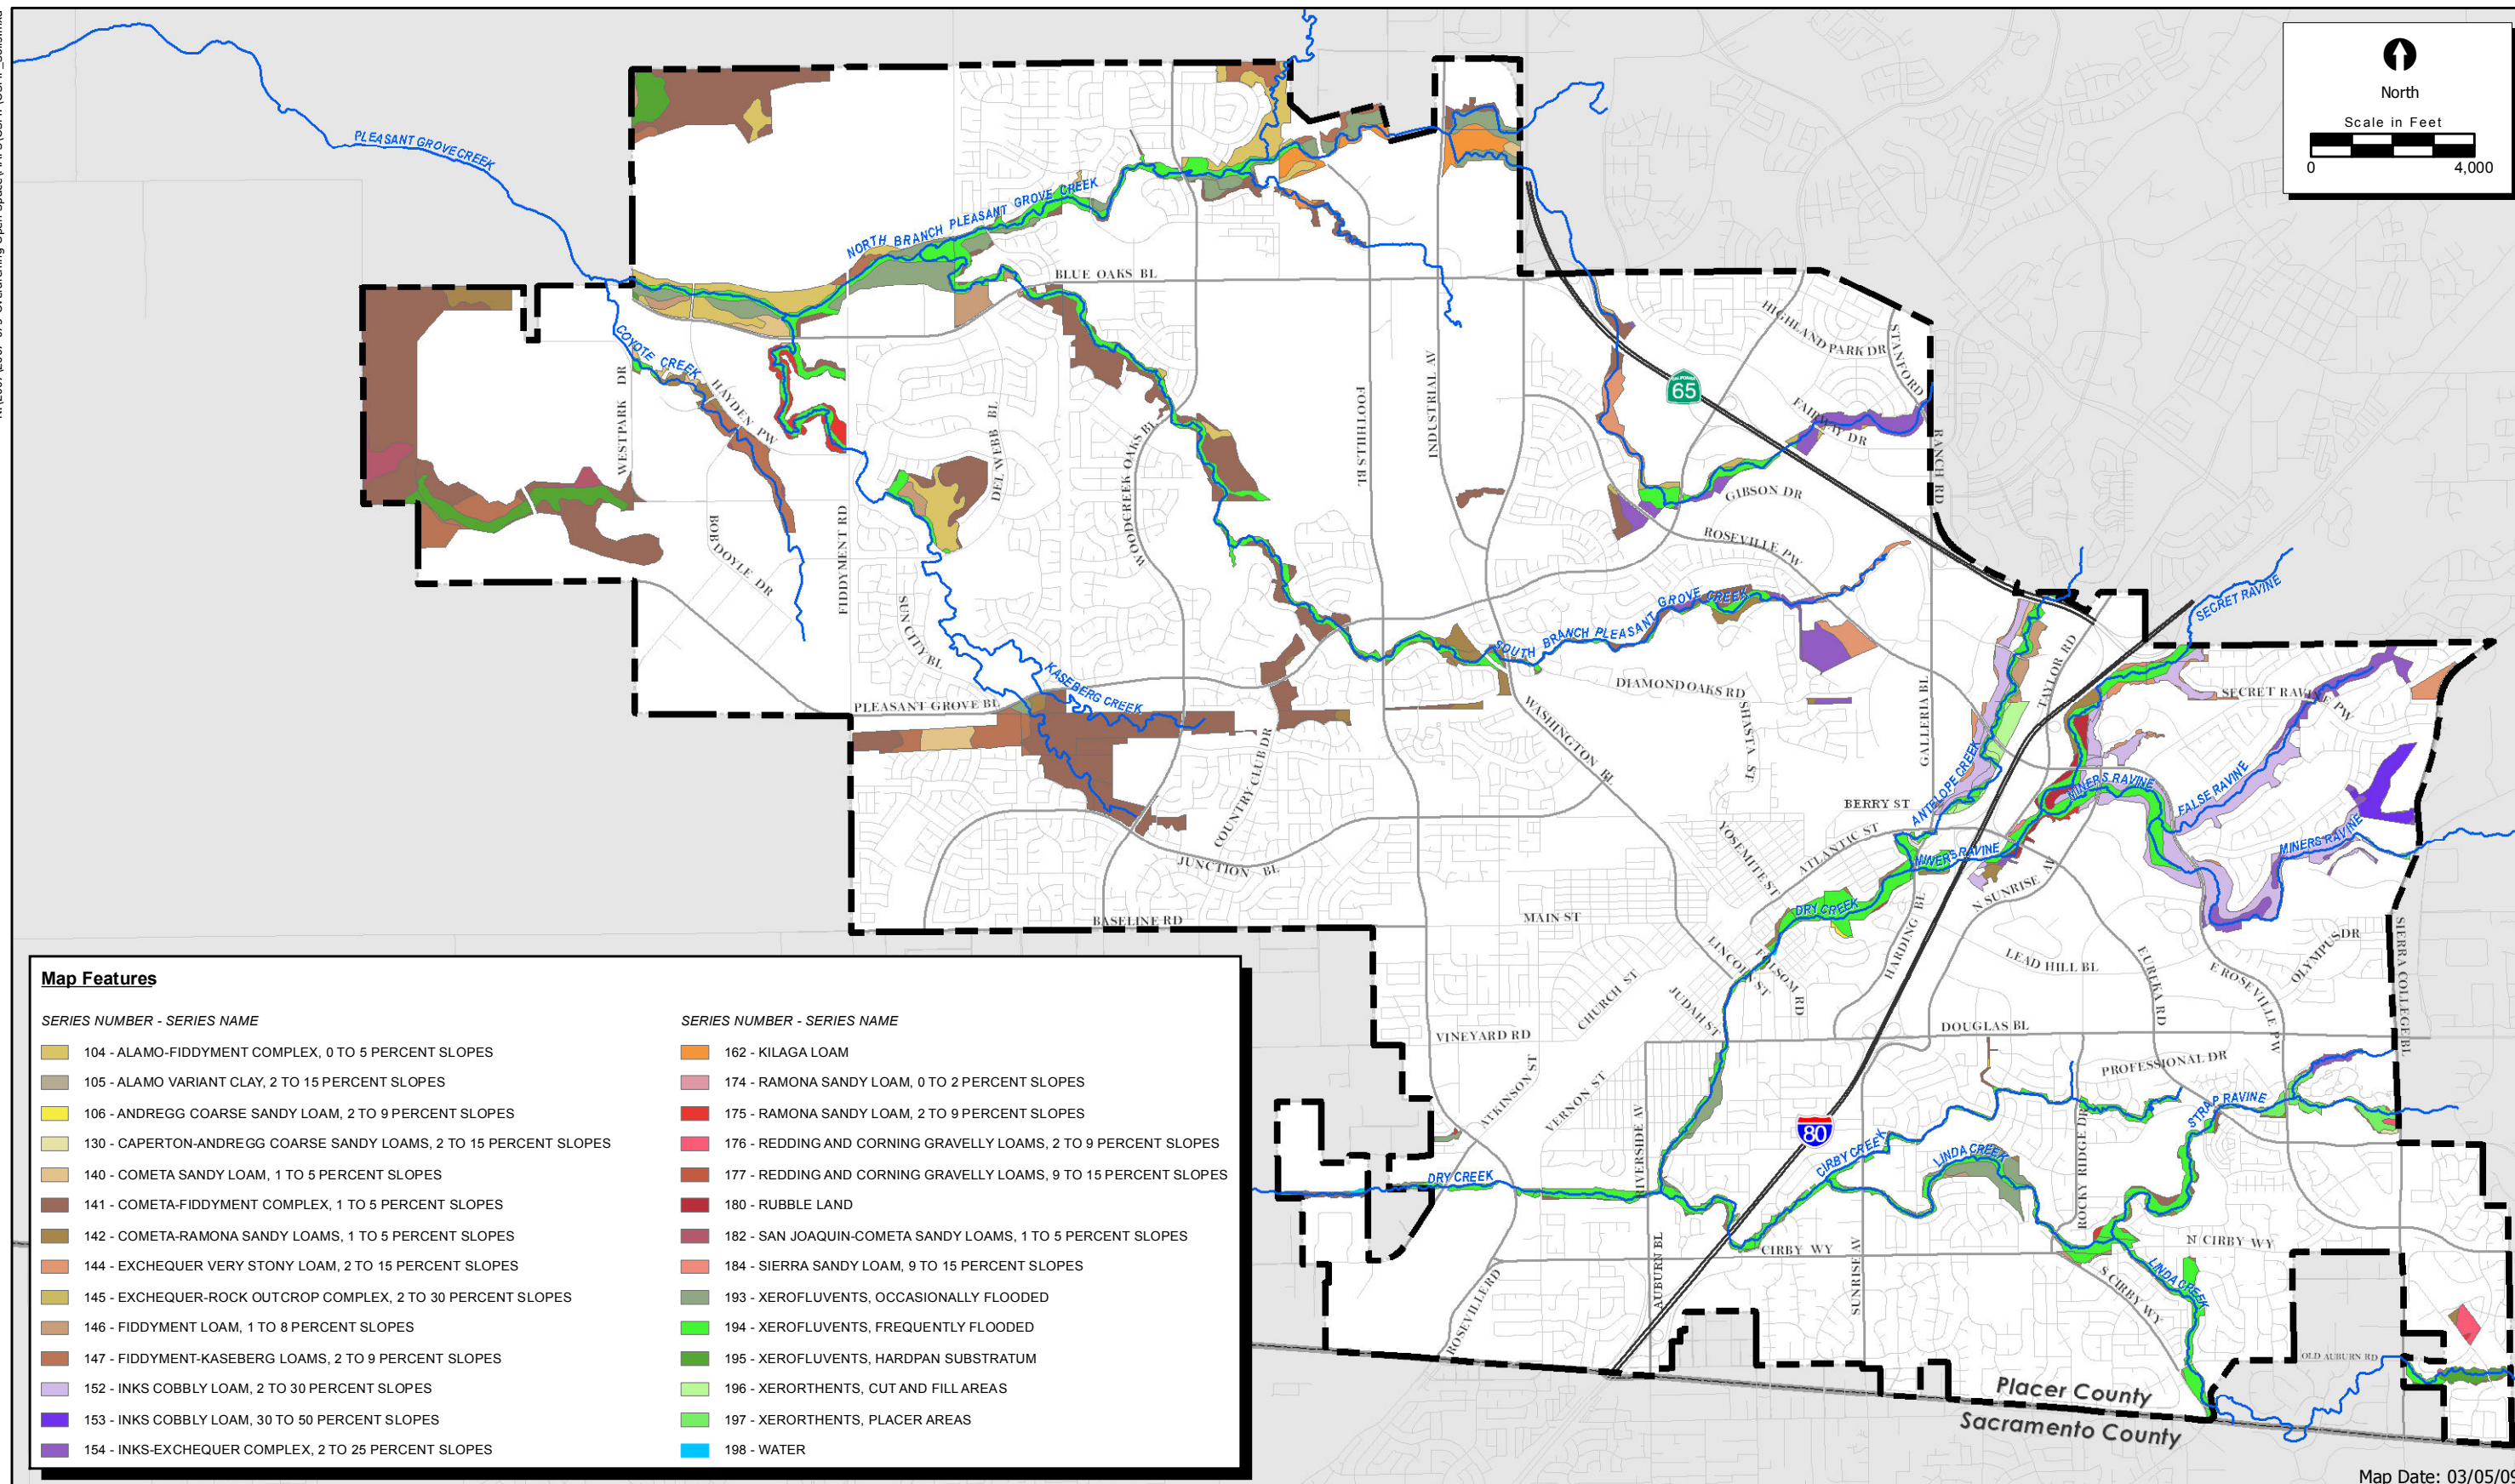 North
Scale in Feet
0 4,000
PLEASANT GROVE CREEK
NORTH BRANCH PLEASANT GROVE CREEK
BLUE OAKS BL
HIGHLAND PARK DR
STANFORD
COYOTE CREEK
HAYDEN PW
WESTPARK DR
DEL WEBB BL
WOODCREEK OAKS BL
FOOTHILLS BL
INDUSTRIAL AV
CALIFORNIA
65
FAIRWAY DR
RANCH RD
GIBSON DR
ROSEVILLE PW
BOB DOYLE DR
FIDDYMENT RD
SUN CITY BL
KASEBERG CREEK
PLEASANT GROVE BL
SOUTH BRANCH PLEASANT GROVE CREEK
DIAMOND OAKS RD
SHASTA ST
WASHINGTON BL
GALLERIA BL
TAYLOR RD
SECRET RAVINE
SECRET RAVINE PW
ANTELOPE CREEK
MINERS RAVINE
FALSE RAVINE
MINERS RAVINE
COUNTRY CLUB DR
JUNCTION BL
BERRY ST
YOSEMITE ST
ATLANTIC ST
MINERS RAVINE
N SUNRISE AV
BASELINE RD
MAIN ST
DRY CREEK
LINCOLN ST
FOLSOM RD
HARDING BL
LEAD HILL BL
EUREKA RD
E ROSEVILLE PW
OLYMPUS DR
SIERRA COLLEGE BL
CHURCH ST
JUDAH ST
VINEYARD RD
DOUGLAS BL
ATKINSON ST
VERNON ST
RIVERSIDE AV
PROFESSIONAL DR
STRAP RAVINE
80
CIRBY CREEK
LINDA CREEK
ROCKY RIDGE DR
DRY CREEK
AUBURN BL
CIRBY WY
SUNRISE AV
N CIRBY WY
S CIRBY WY
LINDA CREEK
ROSEVILLE RD
OLD AUBURN RD
Placer County
Sacramento County
Map Features
SERIES NUMBER - SERIES NAME
104 - ALAMO-FIDDYMENT COMPLEX, 0 TO 5 PERCENT SLOPES
105 - ALAMO VARIANT CLAY, 2 TO 15 PERCENT SLOPES
106 - ANDREGG COARSE SANDY LOAM, 2 TO 9 PERCENT SLOPES
130 - CAPERTON-ANDREGG COARSE SANDY LOAMS, 2 TO 15 PERCENT SLOPES
140 - COMETA SANDY LOAM, 1 TO 5 PERCENT SLOPES
141 - COMETA-FIDDYMENT COMPLEX, 1 TO 5 PERCENT SLOPES
142 - COMETA-RAMONA SANDY LOAMS, 1 TO 5 PERCENT SLOPES
144 - EXCHEQUER VERY STONY LOAM, 2 TO 15 PERCENT SLOPES
145 - EXCHEQUER-ROCK OUTCROP COMPLEX, 2 TO 30 PERCENT SLOPES
146 - FIDDYMENT LOAM, 1 TO 8 PERCENT SLOPES
147 - FIDDYMENT-KASEBERG LOAMS, 2 TO 9 PERCENT SLOPES
152 - INKS COBBLY LOAM, 2 TO 30 PERCENT SLOPES
153 - INKS COBBLY LOAM, 30 TO 50 PERCENT SLOPES
154 - INKS-EXCHEQUER COMPLEX, 2 TO 25 PERCENT SLOPES
SERIES NUMBER - SERIES NAME
162 - KILAGA LOAM
174 - RAMONA SANDY LOAM, 0 TO 2 PERCENT SLOPES
175 - RAMONA SANDY LOAM, 2 TO 9 PERCENT SLOPES
176 - REDDING AND CORNING GRAVELLY LOAMS, 2 TO 9 PERCENT SLOPES
177 - REDDING AND CORNING GRAVELLY LOAMS, 9 TO 15 PERCENT SLOPES
180 - RUBBLE LAND
182 - SAN JOAQUIN-COMETA SANDY LOAMS, 1 TO 5 PERCENT SLOPES
184 - SIERRA SANDY LOAM, 9 TO 15 PERCENT SLOPES
193 - XEROFLUVENTS, OCCASIONALLY FLOODED
194 - XEROFLUVENTS, FREQUENTLY FLOODED
195 - XEROFLUVENTS, HARDPAN SUBSTRATUM
196 - XERORTHENTS, CUT AND FILL AREAS
197 - XERORTHENTS, PLACER AREAS
198 - WATER
Map Date: 03/05/09